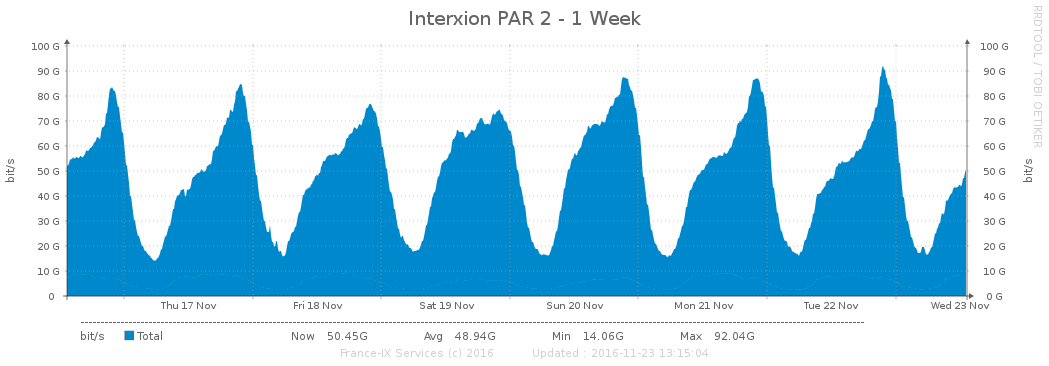 Interxion PAR 2 - 1 Week
RRDTOOL / TOBI OETIKER
bit/s
100 G
90 G
80 G
70 G
60 G
50 G
40 G
30 G
20 G
10 G
0
100 G
90 G
80 G
70 G
60 G
50 G
40 G
30 G
20 G
10 G
0 G
bit/s
Thu 17 Nov Fri 18 Nov Sat 19 Nov Sun 20 Nov Mon 21 Nov Tue 22 Nov Wed 23 Nov
bit/s Total Now 50.45G Avg 48.94G Min 14.06G Max 92.04G
France-IX Services (c) 2016 Updated : 2016-11-23 13:15:04